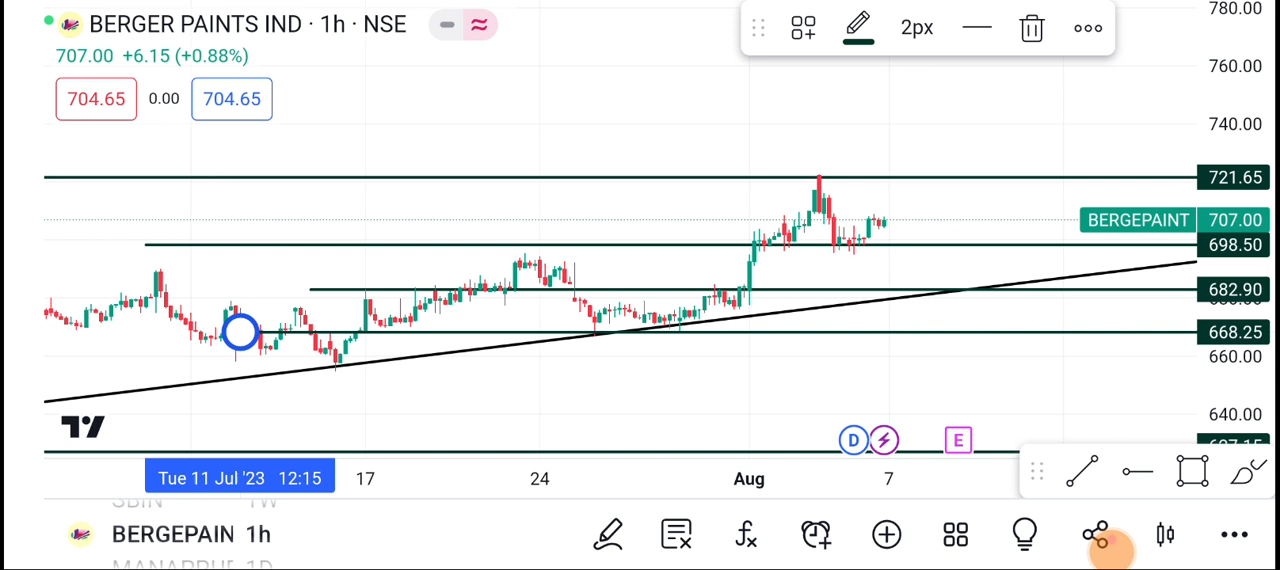 BERGER PAINTS IND · 1h · NSE
2px
780.00
707.00 +6.15 (+0.88%)
760.00
704.65 0.00 704.65
740.00
721.65
BERGEPAINT 707.00
698.50
682.90
668.25
660.00
640.00
D E
Tue 11 Jul '23 12:15 17 24 Aug 7
SBIN 1W
BERGEPAIN 1h